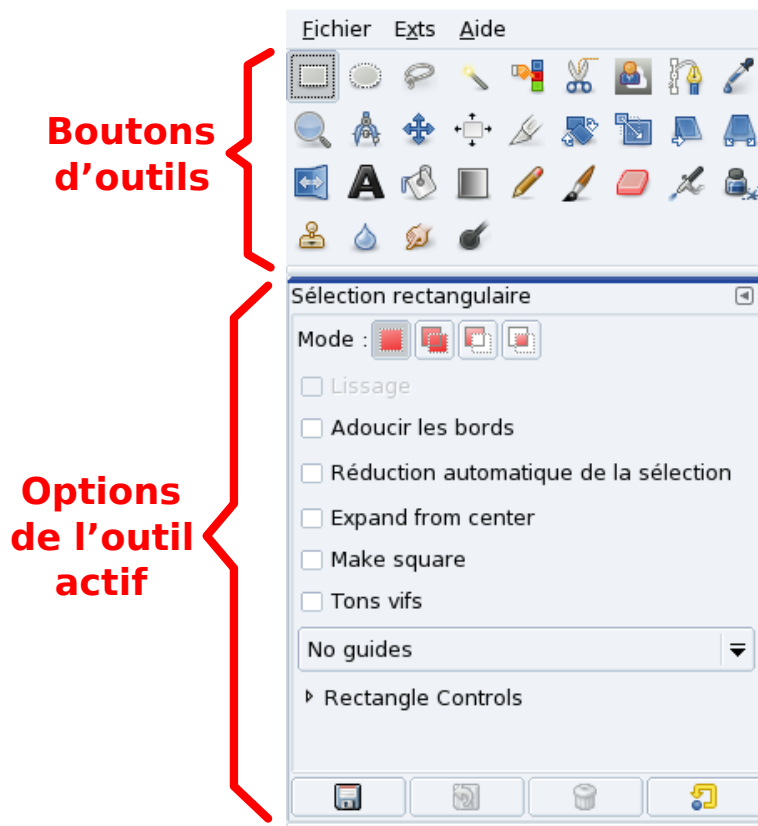 Fichier Exts Aide
Boutons
d’outils
A
Sélection rectangulaire
Mode :
Lissage
Adoucir les bords
Réduction automatique de la sélection
Expand from center
Make square
Tons vifs
No guides
Rectangle Controls
Options
de l’outil
actif